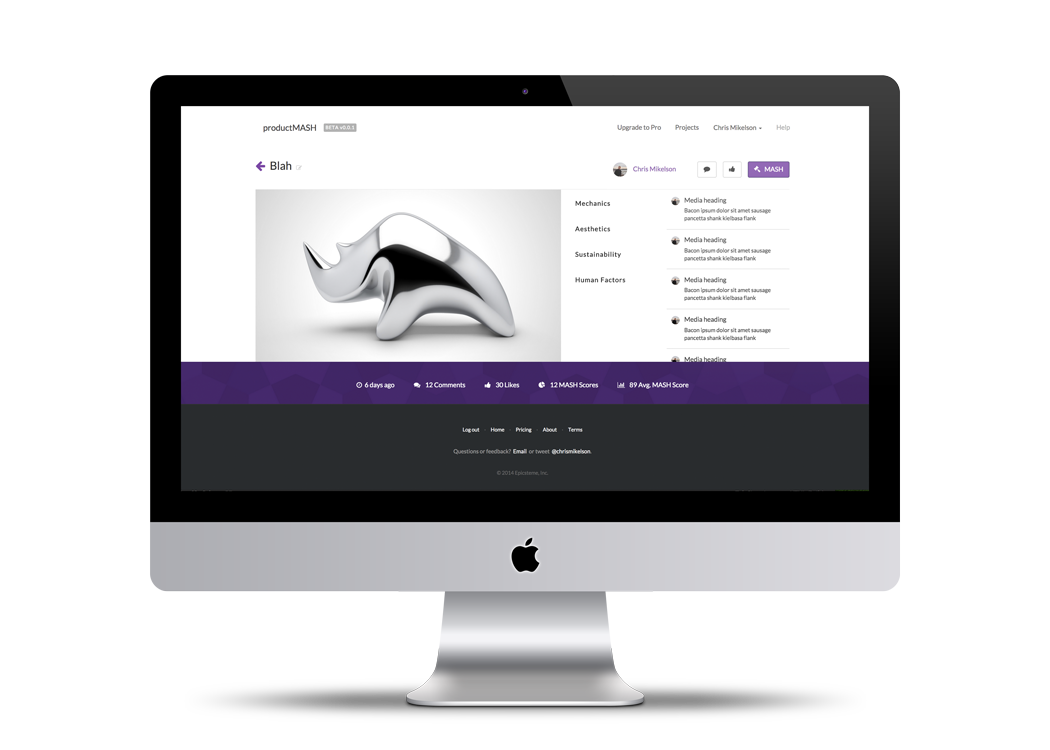 productMASH BETA v0.0.1
Upgrade to Pro Projects Chris Mikelson Help
Blah
Chris Mikelson
MASH
Mechanics
Aesthetics
Sustainability
Human Factors
Media heading
Bacon ipsum dolor sit amet sausage
pancetta shank kielbasa flank
Media heading
Bacon ipsum dolor sit amet sausage
pancetta shank kielbasa flank
Media heading
Bacon ipsum dolor sit amet sausage
pancetta shank kielbasa flank
Media heading
Bacon ipsum dolor sit amet sausage
pancetta shank kielbasa flank
Media heading
6 days ago 12 Comments 30 Likes 12 MASH Scores 89 Avg. MASH Score
Log out · Home · Pricing · About · Terms
Questions or feedback? Email or tweet @chrismikelson.
© 2014 Epicsteree, Inc.